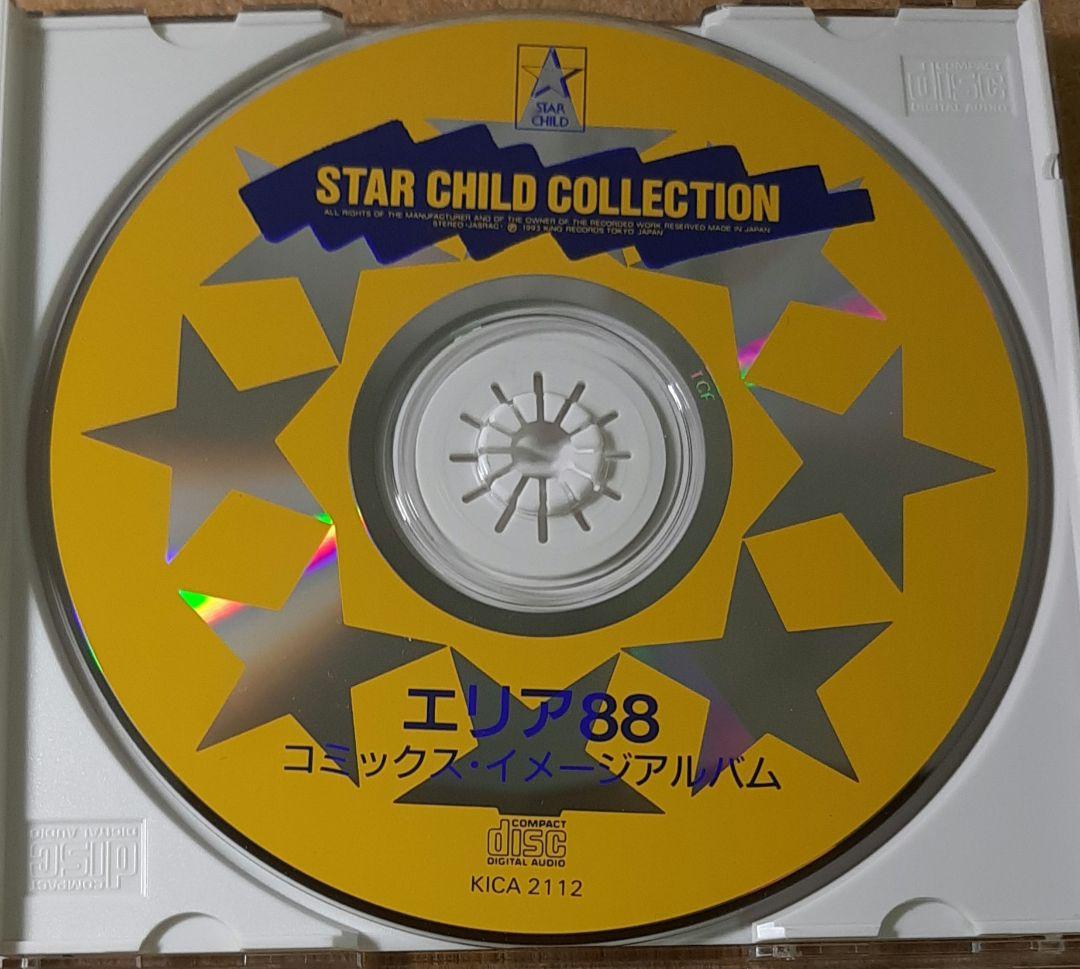 STAR
CHILD
STAR CHILD COLLECTION
ALL RIGHTS OF THE MANUFACTURER AND OF THE OWNER OF THE RECORDED WORK RESERVED MADE IN JAPAN
STEREO・JASRAC・ Ⓟ 1993 KING RECORDS TOKYO JAPAN
COMPACT
disc
DIGITAL AUDIO
エリア88
コミックス・イメージアルバム
COMPACT
disc
DIGITAL AUDIO
KICA 2112
COMPACT
disc
DIGITAL AUDIO